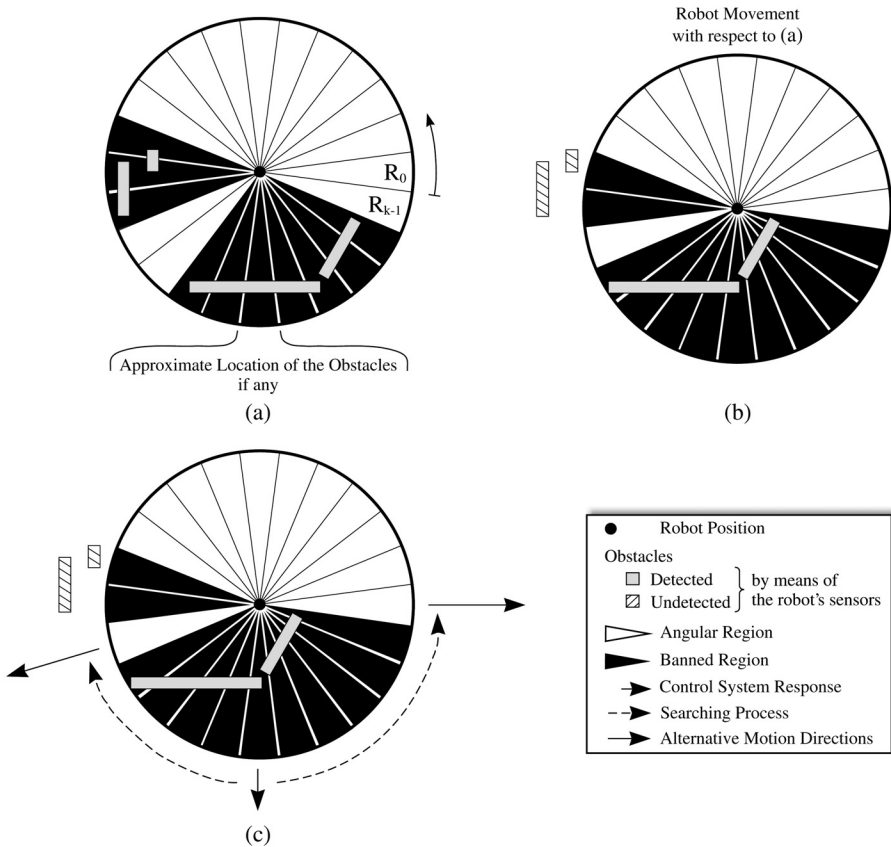 Robot Movement
with respect to (a)
R0
Rk-1
Approximate Location of the Obstacles
if any
(a)
(b)
Robot Position
Obstacles
Detected
Undetected
by means of
the robot's sensors
Angular Region
Banned Region
Control System Response
Searching Process
Alternative Motion Directions
(c)